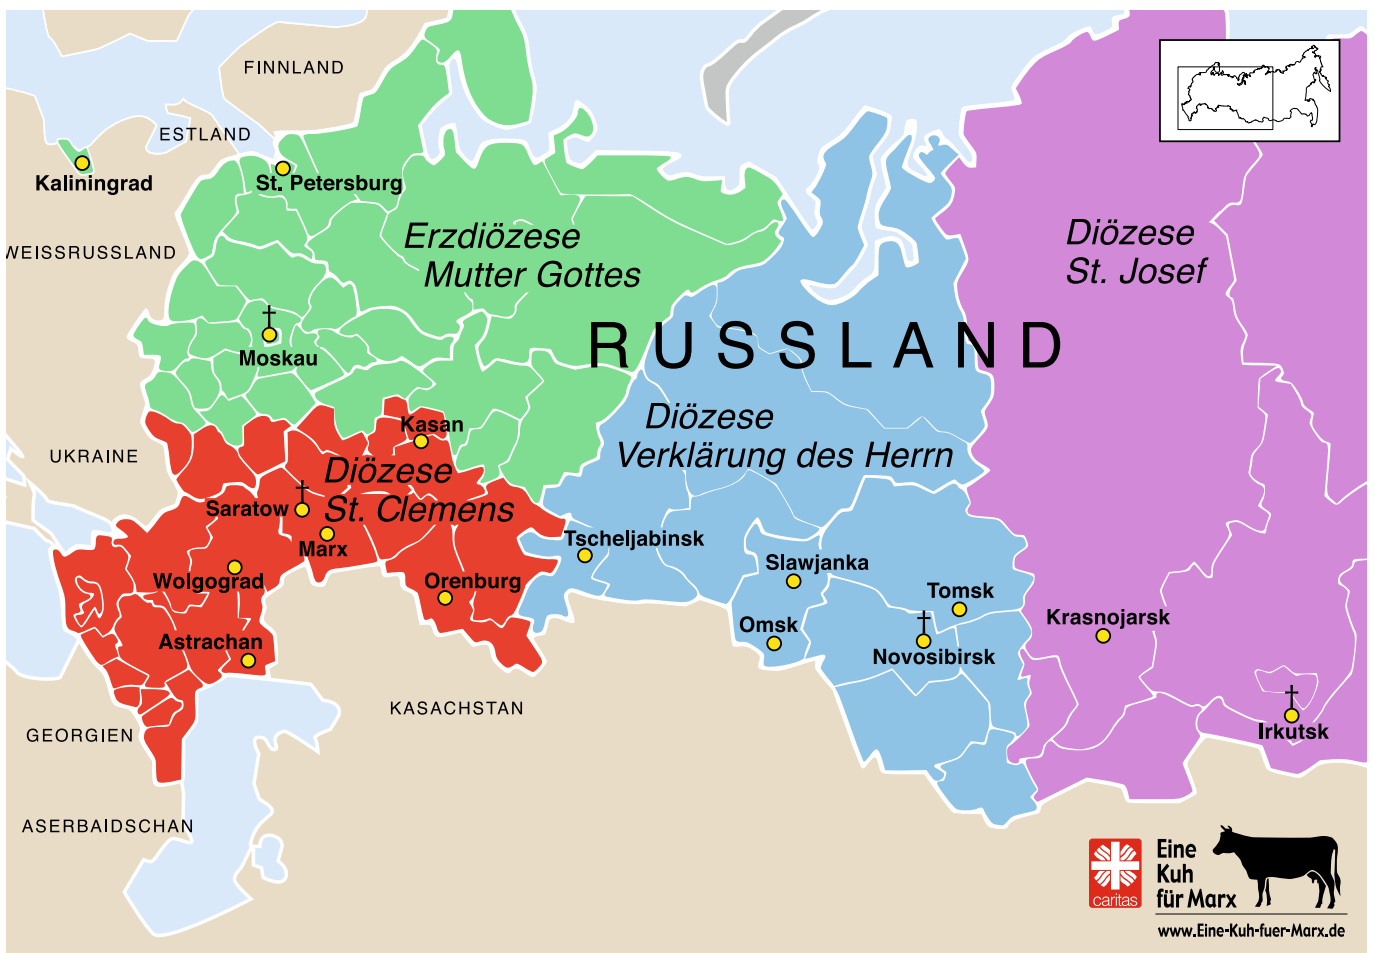 FINNLAND
ESTLAND
Kaliningrad
St. Petersburg
WEISSRUSSLAND
Erzdiözese
Mutter Gottes
Diözese
St. Josef
Moskau
RUSSLAND
Diözese
Verklärung des Herrn
Kasan
UKRAINE
Diözese
St. Clemens
Saratow
Marx
Tscheljabinsk
Wolgograd
Orenburg
Slawjanka
Tomsk
Omsk
Krasnojarsk
Astrachan
Novosibirsk
KASACHSTAN
GEORGIEN
Irkutsk
ASERBAIDSCHAN
caritas
Eine
Kuh
für Marx
www.Eine-Kuh-fuer-Marx.de